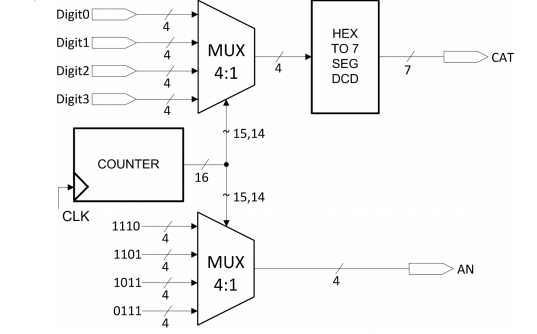 Digit0
4
Digit1
4
Digit2
4
Digit3
4
MUX
4:1
4
HEX
TO 7
SEG
DCD
7
CAT
~ 15,14
COUNTER
16
CLK
~ 15,14
1110
4
1101
4
1011
4
0111
4
MUX
4:1
4
AN